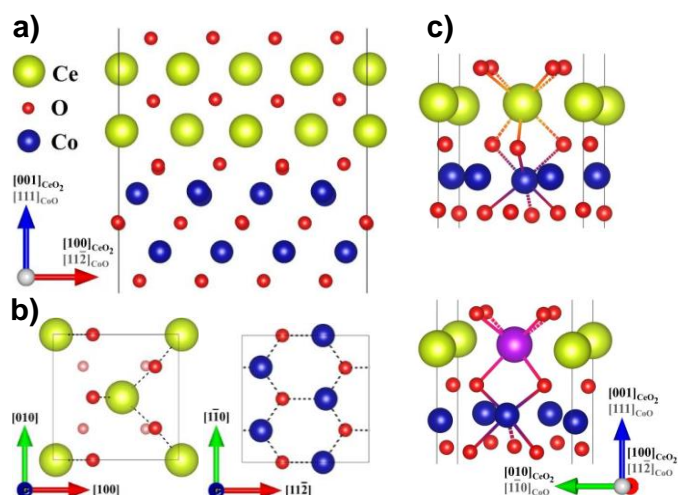 a)
Ce
O
Co
[001]CeO₂
[111]CoO
[100]CeO₂
[112̄]CoO
b)
[010]
[100]
[11̄0]
[112̄]
c)
[001]CeO₂
[111]CoO
[100]CeO₂
[112̄]CoO
[010]CeO₂
[11̄0]CoO